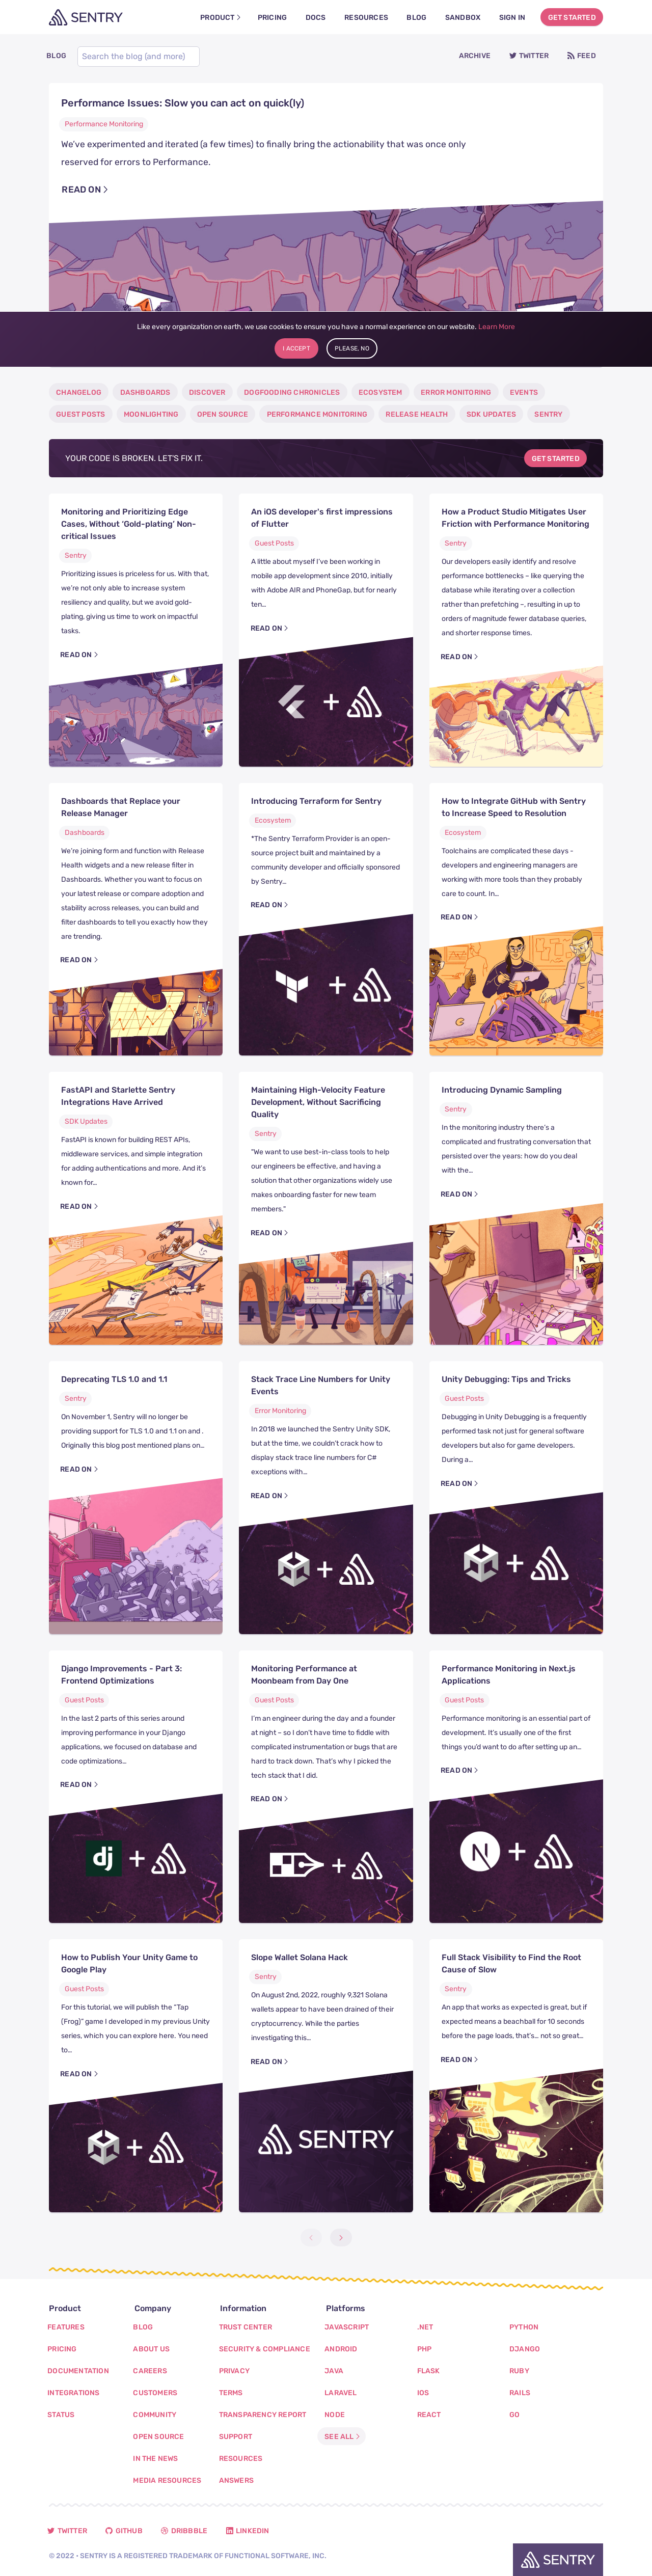 SENTRY
PRODUCT
PRICING
DOCS
RESOURCES
BLOG
SANDBOX
SIGN IN
GET STARTED
BLOG
Search the blog (and more)
ARCHIVE
TWITTER
FEED
Performance Issues: Slow you can act on quick(ly)
Performance Monitoring
We've experimented and iterated (a few times) to finally bring the actionability that was once only
reserved for errors to Performance.
READ ON
Like every organization on earth, we use cookies to ensure you have a normal experience on our website. Learn More
I ACCEPT
PLEASE, NO
CHANGELOG
DASHBOARDS
DISCOVER
DOGFOODING CHRONICLES
ECOSYSTEM
ERROR MONITORING
EVENTS
GUEST POSTS
MOONLIGHTING
OPEN SOURCE
PERFORMANCE MONITORING
RELEASE HEALTH
SDK UPDATES
SENTRY
YOUR CODE IS BROKEN. LET'S FIX IT.
GET STARTED
Monitoring and Prioritizing Edge
Cases, Without 'Gold-plating' Non-
critical Issues
Sentry
Prioritizing issues is priceless for us. With that,
we're not only able to increase system
resiliency and quality, but we avoid gold-
plating, giving us time to work on impactful
tasks.
READ ON
An iOS developer's first impressions
of Flutter
Guest Posts
A little about myself I've been working in
mobile app development since 2010, initially
with Adobe AIR and PhoneGap, but for nearly
ten…
READ ON
How a Product Studio Mitigates User
Friction with Performance Monitoring
Sentry
Our developers easily identify and resolve
performance bottlenecks – like querying the
database while iterating over a collection
rather than prefetching –, resulting in up to
orders of magnitude fewer database queries,
and shorter response times.
READ ON
Dashboards that Replace your
Release Manager
Dashboards
We're joining form and function with Release
Health widgets and a new release filter in
Dashboards. Whether you want to focus on
your latest release or compare adoption and
stability across releases, you can build and
filter dashboards to tell you exactly how they
are trending.
READ ON
Introducing Terraform for Sentry
Ecosystem
*The Sentry Terraform Provider is an open-
source project built and maintained by a
community developer and officially sponsored
by Sentry…
READ ON
How to Integrate GitHub with Sentry
to Increase Speed to Resolution
Ecosystem
Toolchains are complicated these days -
developers and engineering managers are
working with more tools than they probably
care to count. In…
READ ON
FastAPI and Starlette Sentry
Integrations Have Arrived
SDK Updates
FastAPI is known for building REST APIs,
middleware services, and simple integration
for adding authentications and more. And it's
known for…
READ ON
Maintaining High-Velocity Feature
Development, Without Sacrificing
Quality
Sentry
"We want to use best-in-class tools to help
our engineers be effective, and having a
solution that other organizations widely use
makes onboarding faster for new team
members."
READ ON
Introducing Dynamic Sampling
Sentry
In the monitoring industry there's a
complicated and frustrating conversation that
persisted over the years: how do you deal
with the…
READ ON
Deprecating TLS 1.0 and 1.1
Sentry
On November 1, Sentry will no longer be
providing support for TLS 1.0 and 1.1 on and .
Originally this blog post mentioned plans on…
READ ON
Stack Trace Line Numbers for Unity
Events
Error Monitoring
In 2018 we launched the Sentry Unity SDK,
but at the time, we couldn't crack how to
display stack trace line numbers for C#
exceptions with…
READ ON
Unity Debugging: Tips and Tricks
Guest Posts
Debugging in Unity Debugging is a frequently
performed task not just for general software
developers but also for game developers.
During a…
READ ON
Django Improvements - Part 3:
Frontend Optimizations
Guest Posts
In the last 2 parts of this series around
improving performance in your Django
applications, we focused on database and
code optimizations…
READ ON
dj
Monitoring Performance at
Moonbeam from Day One
Guest Posts
I'm an engineer during the day and a founder
at night – so I don't have time to fiddle with
complicated instrumentation or bugs that are
hard to track down. That's why I picked the
tech stack that I did.
READ ON
Performance Monitoring in Next.js
Applications
Guest Posts
Performance monitoring is an essential part of
development. It's usually one of the first
things you'd want to do after setting up an…
READ ON
How to Publish Your Unity Game to
Google Play
Guest Posts
For this tutorial, we will publish the "Tap
(Frog)" game I developed in my previous Unity
series, which you can explore here. You need
to…
READ ON
Slope Wallet Solana Hack
Sentry
On August 2nd, 2022, roughly 9,321 Solana
wallets appear to have been drained of their
cryptocurrency. While the parties
investigating this…
READ ON
SENTRY
Full Stack Visibility to Find the Root
Cause of Slow
Sentry
An app that works as expected is great, but if
expected means a beachball for 10 seconds
before the page loads, that's… not so great…
READ ON
Product
FEATURES
PRICING
DOCUMENTATION
INTEGRATIONS
STATUS
Company
BLOG
ABOUT US
CAREERS
CUSTOMERS
COMMUNITY
OPEN SOURCE
IN THE NEWS
MEDIA RESOURCES
Information
TRUST CENTER
SECURITY & COMPLIANCE
PRIVACY
TERMS
TRANSPARENCY REPORT
SUPPORT
RESOURCES
ANSWERS
Platforms
JAVASCRIPT
ANDROID
JAVA
LARAVEL
NODE
SEE ALL
.NET
PHP
FLASK
IOS
REACT
PYTHON
DJANGO
RUBY
RAILS
GO
TWITTER
GITHUB
DRIBBBLE
LINKEDIN
© 2022 • SENTRY IS A REGISTERED TRADEMARK OF FUNCTIONAL SOFTWARE, INC.
SENTRY